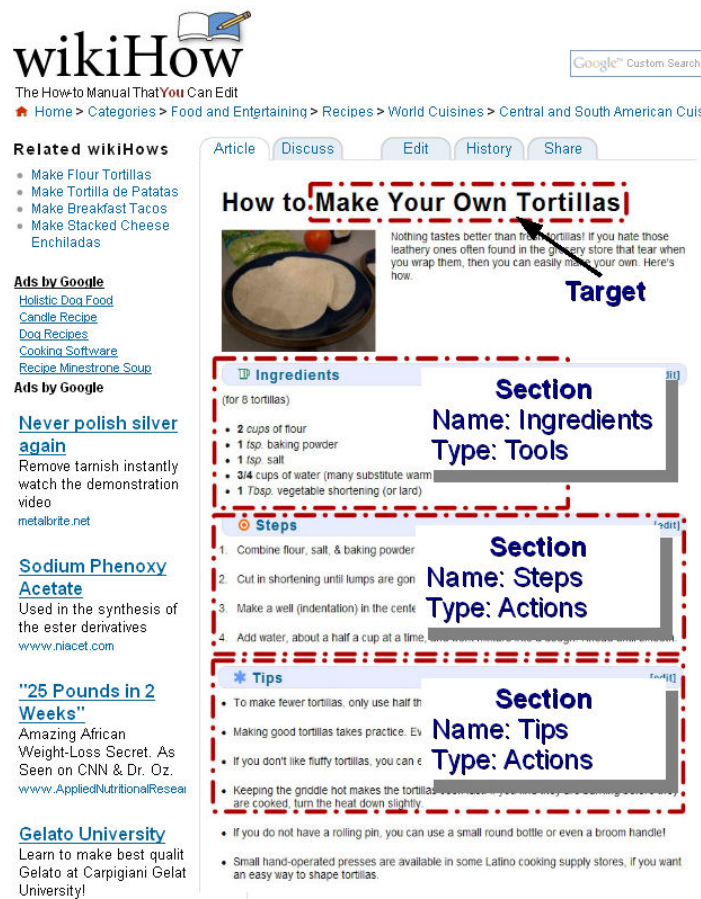 wikiHow
The How-to Manual That You Can Edit
Google™ Custom Search
Home > Categories > Food and Entertaining > Recipes > World Cuisines > Central and South American Cuis
Related wikiHows
Make Flour Tortillas
Make Tortilla de Patatas
Make Breakfast Tacos
Make Stacked Cheese
Enchiladas
Ads by Google
Holistic Dog Food
Candle Recipe
Dog Recipes
Cooking Software
Recipe Minestrone Soup
Ads by Google
Never polish silver
again
Remove tarnish instantly
watch the demonstration
video
metalbrite.net
Sodium Phenoxy
Acetate
Used in the synthesis of
the ester derivatives
www.niacet.com
"25 Pounds in 2
Weeks"
Amazing African
Weight-Loss Secret. As
Seen on CNN & Dr. Oz.
www.AppliedNutritionalResear
Gelato University
Learn to make best qualit
Gelato at Carpigiani Gelat
University!
Article Discuss Edit History Share
How to Make Your Own Tortillas
Nothing tastes better than fresh tortillas! If you hate those
leathery ones often found in the grocery store that tear when
you wrap them, then you can easily make your own. Here's
how.
Target
Ingredients
(for 8 tortillas)
• 2 cups of flour
• 1 tsp. baking powder
• 1 tsp. salt
• 3/4 cups of water (many substitute warm
• 1 Tbsp. vegetable shortening (or lard)
Section
Name: Ingredients
Type: Tools
Steps [edit]
1. Combine flour, salt, & baking powder
2. Cut in shortening until lumps are gon
3. Make a well (indentation) in the cente
4. Add water, about a half a cup at a time,
Section
Name: Steps
Type: Actions
Tips [edit]
• To make fewer tortillas, only use half th
• Making good tortillas takes practice. Ev
• If you don't like fluffy tortillas, you can e
• Keeping the griddle hot makes the tortillas
are cooked, turn the heat down slightly.
Section
Name: Tips
Type: Actions
• If you do not have a rolling pin, you can use a small round bottle or even a broom handle!
• Small hand-operated presses are available in some Latino cooking supply stores, if you want
an easy way to shape tortillas.